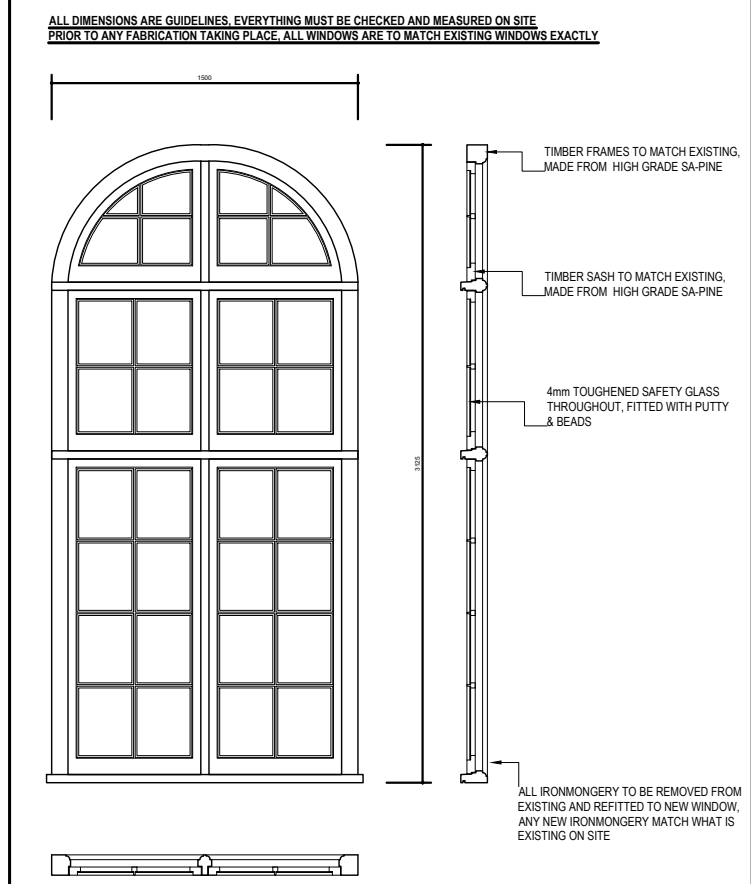 ALL DIMENSIONS ARE GUIDELINES, EVERYTHING MUST BE CHECKED AND MEASURED ON SITE
PRIOR TO ANY FABRICATION TAKING PLACE, ALL WINDOWS ARE TO MATCH EXISTING WINDOWS EXACTLY
1500
TIMBER FRAMES TO MATCH EXISTING,
MADE FROM HIGH GRADE SA-PINE
TIMBER SASH TO MATCH EXISTING,
MADE FROM HIGH GRADE SA-PINE
4mm TOUGHENED SAFETY GLASS
THROUGHOUT, FITTED WITH PUTTY
& BEADS
3125
ALL IRONMONGERY TO BE REMOVED FROM
EXISTING AND REFITTED TO NEW WINDOW,
ANY NEW IRONMONGERY MATCH WHAT IS
EXISTING ON SITE